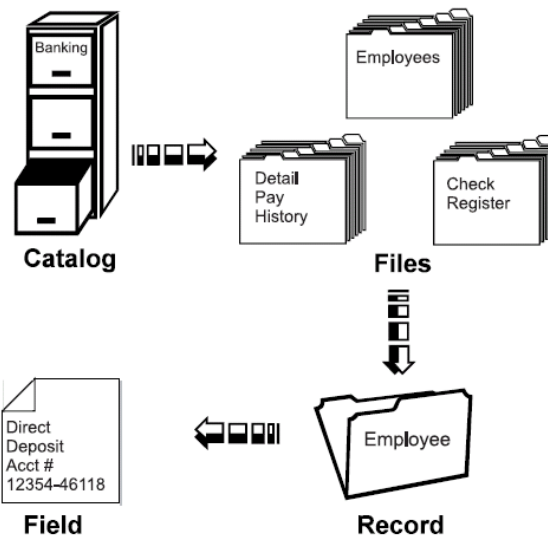 Banking
Employees
Detail
Pay
History
Check
Register
Catalog
Files
Employee
Direct
Deposit
Acct #
12354-46118
Field
Record